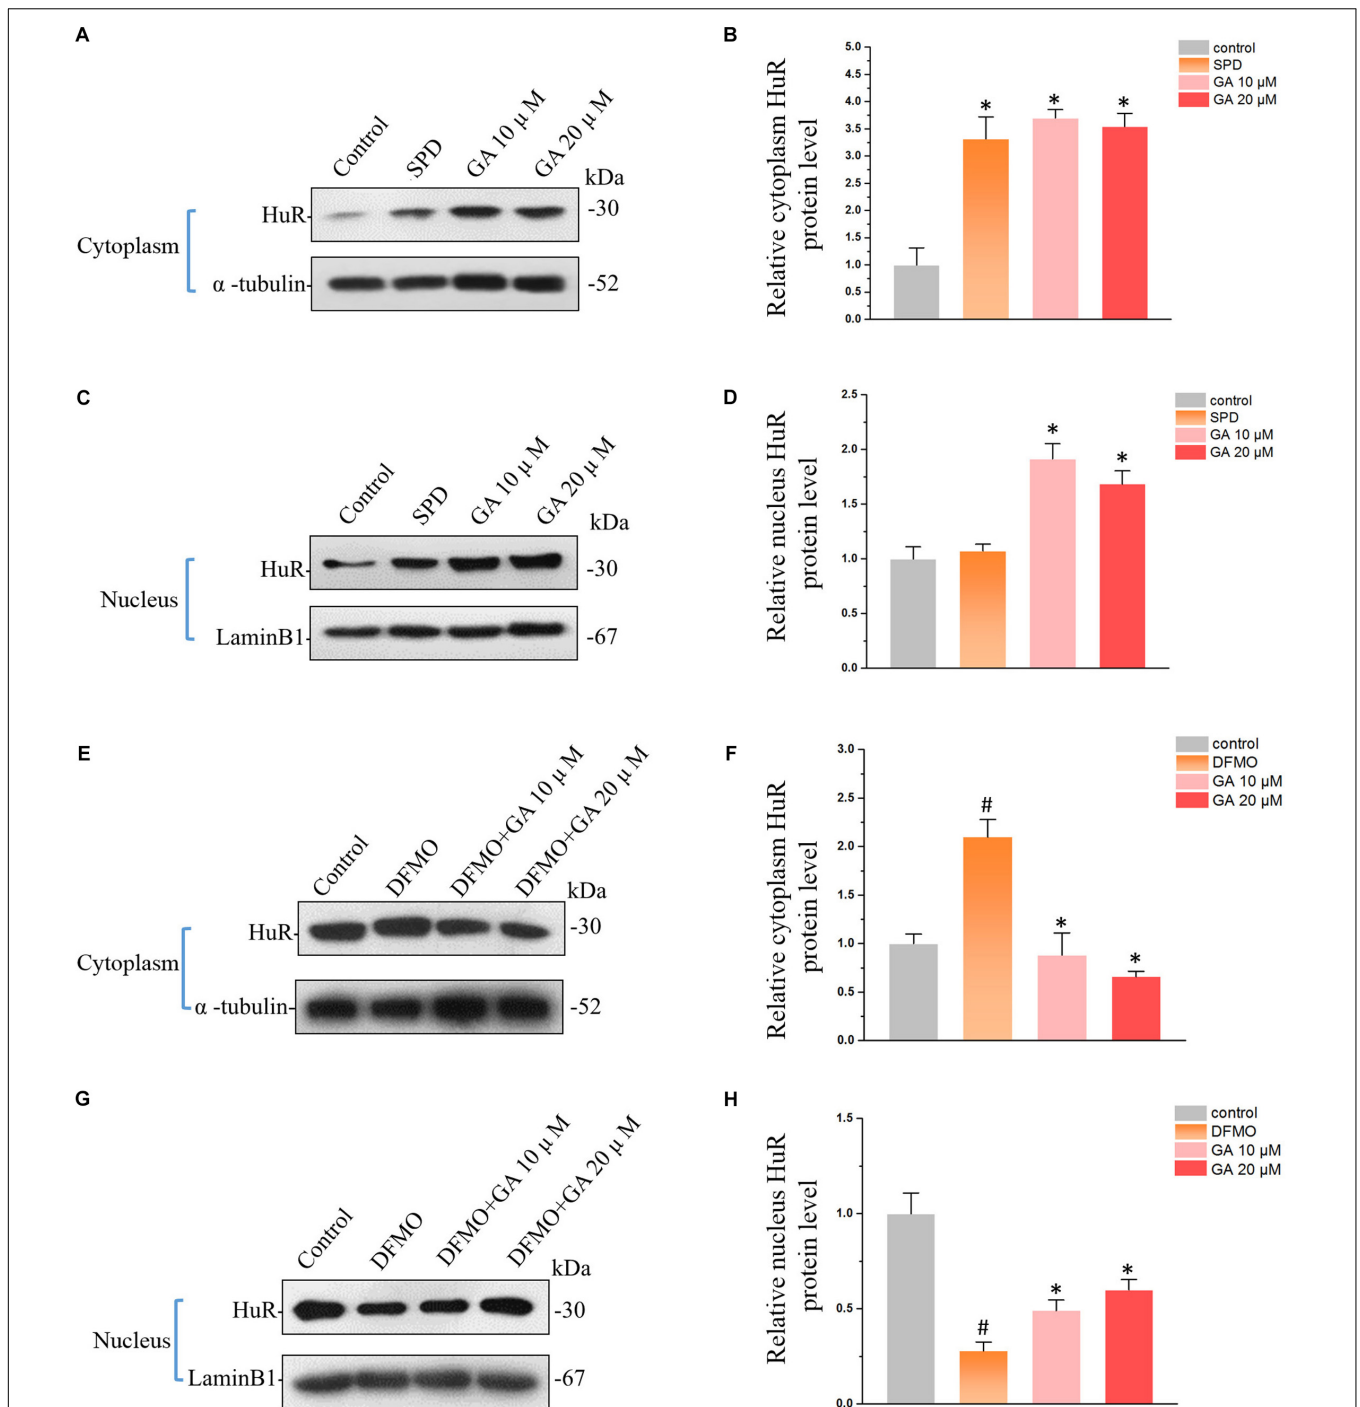 A
Control
SPD
GA 10 μ M
GA 20 μ M
kDa
HuR-
-30
Cytoplasm
α -tubulin-
-52
B
Relative cytoplasm HuR
protein level
5.0
4.5
4.0
3.5
3.0
2.5
2.0
1.5
1.0
0.5
0.0
*
*
*
control
SPD
GA 10 μM
GA 20 μM
C
Control
SPD
GA 10 μ M
GA 20 μ M
kDa
HuR-
-30
Nucleus
LaminB1-
-67
D
Relative nucleus HuR
protein level
2.5
2.0
1.5
1.0
0.5
0.0
*
*
control
SPD
GA 10 μM
GA 20 μM
E
Control
DFMO
DFMO+GA 10 μ M
DFMO+GA 20 μ M
kDa
HuR-
-30
Cytoplasm
α -tubulin-
-52
F
Relative cytoplasm HuR
protein level
3.0
2.5
2.0
1.5
1.0
0.5
0.0
#
*
*
control
DFMO
GA 10 μM
GA 20 μM
G
Control
DFMO
DFMO+GA 10 μ M
DFMO+GA 20 μ M
kDa
HuR-
-30
Nucleus
LaminB1-
-67
H
Relative nucleus HuR
protein level
1.5
1.0
0.5
0.0
#
*
*
control
DFMO
GA 10 μM
GA 20 μM